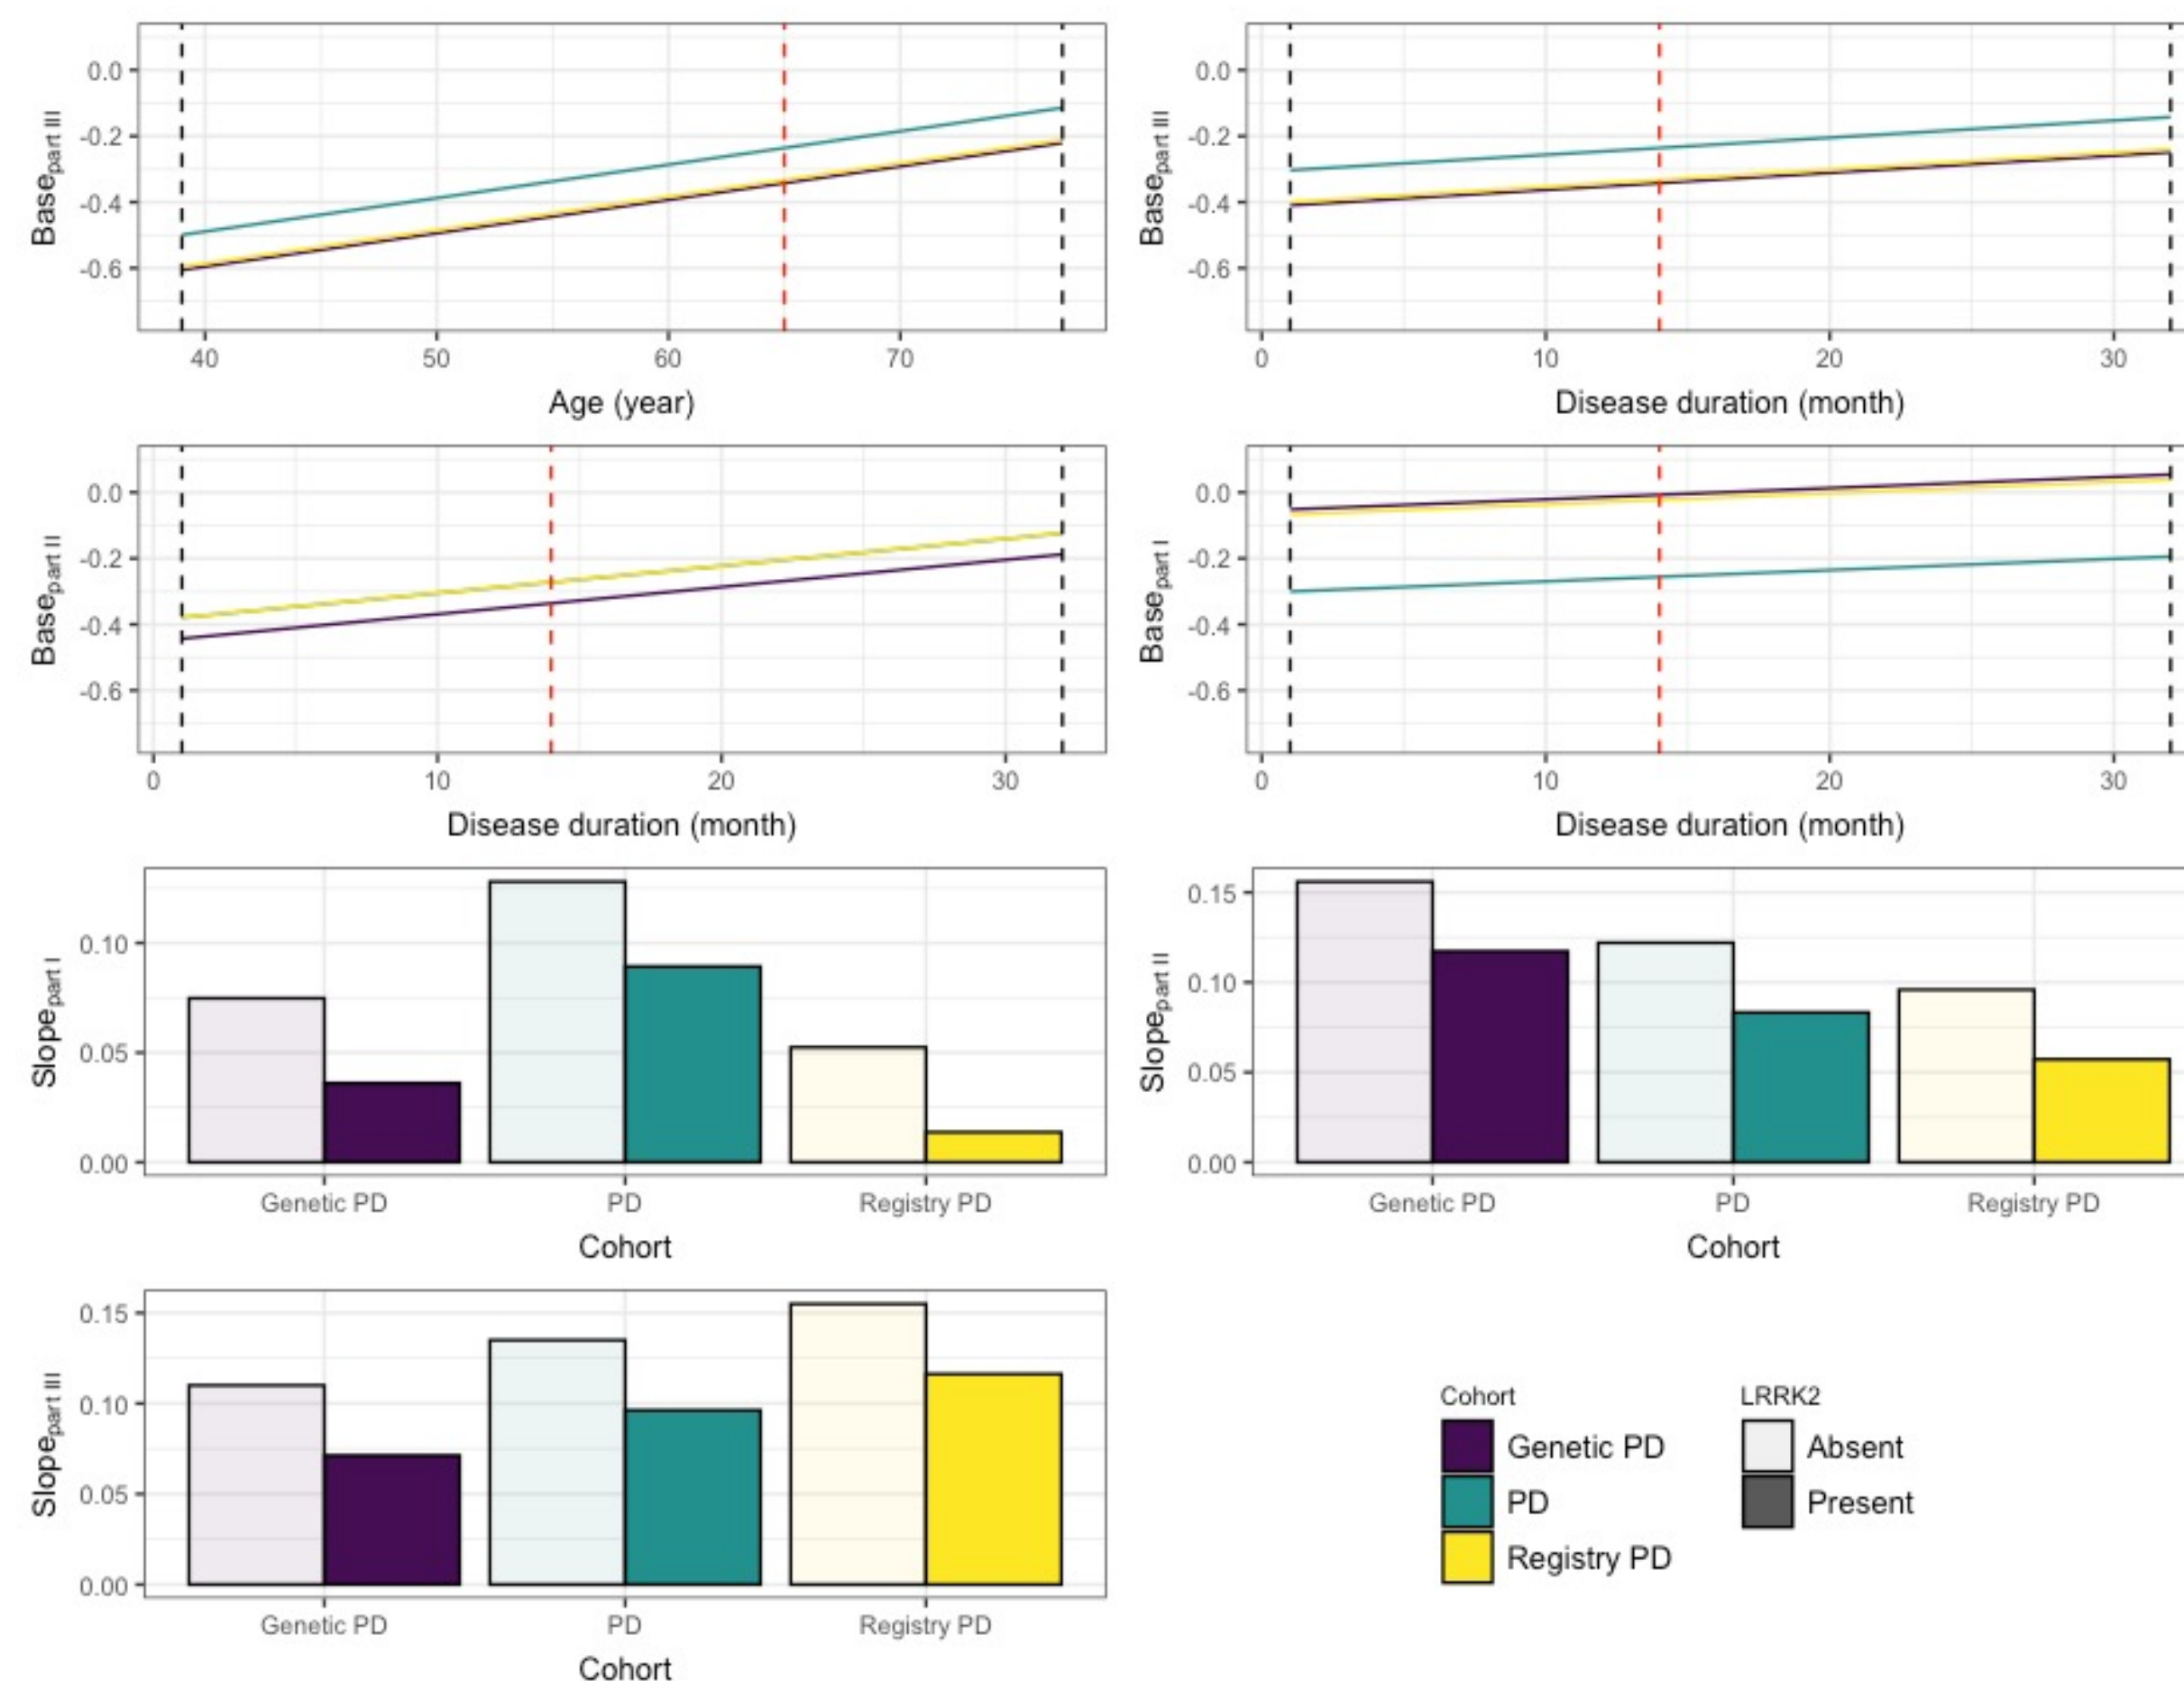 0.0
-0.2
-0.4
-0.6
Base part III
40 50 60 70
Age (year)
0.0
-0.2
-0.4
-0.6
Base part III
0 10 20 30
Disease duration (month)
0.0
-0.2
-0.4
-0.6
Base part II
0 10 20 30
Disease duration (month)
0.0
-0.2
-0.4
-0.6
Base part I
0 10 20 30
Disease duration (month)
0.10
0.05
0.00
Slope part I
Genetic PD PD Registry PD
Cohort
0.15
0.10
0.05
0.00
Slope part II
Genetic PD PD Registry PD
Cohort
0.15
0.10
0.05
0.00
Slope part III
Genetic PD PD Registry PD
Cohort
Cohort
Genetic PD
PD
Registry PD
LRRK2
Absent
Present